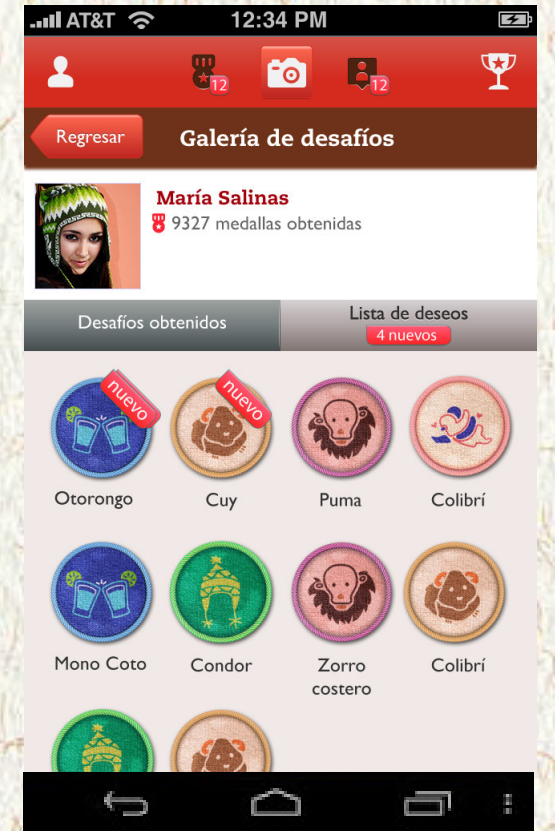 AT&T 12:34 PM
12 12
Regresar Galería de desafíos
María Salinas
9327 medallas obtenidas
Desafíos obtenidos Lista de deseos
4 nuevos
nuevo nuevo
Otorongo Cuy Puma Colibrí
Mono Coto Condor Zorro Colibrí
costero